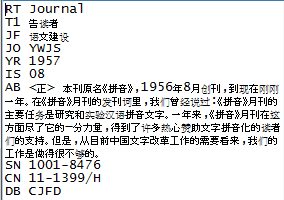 RT Journal
T1 告读者
JF 语文建设
JO YWJS
YR 1957
IS 08
AB <正> 本刊原名《拼音》,1956年8月创刊,到现在刚刚
一年。在《拼音》月刊的发刊词里,我们曾经说过:《拼音》月刊的
主要任务是研究和实验汉语拼音文字。一年来,《拼音》月刊在这
方面尽了它的一分力量,得到了许多热心赞助文字拼音化的读者
们的支持。但是,从目前中国文字改革工作的需要看来,我们的
工作是做得很不够的。
SN 1001-8476
CN 11-1399/H
DB CJFD